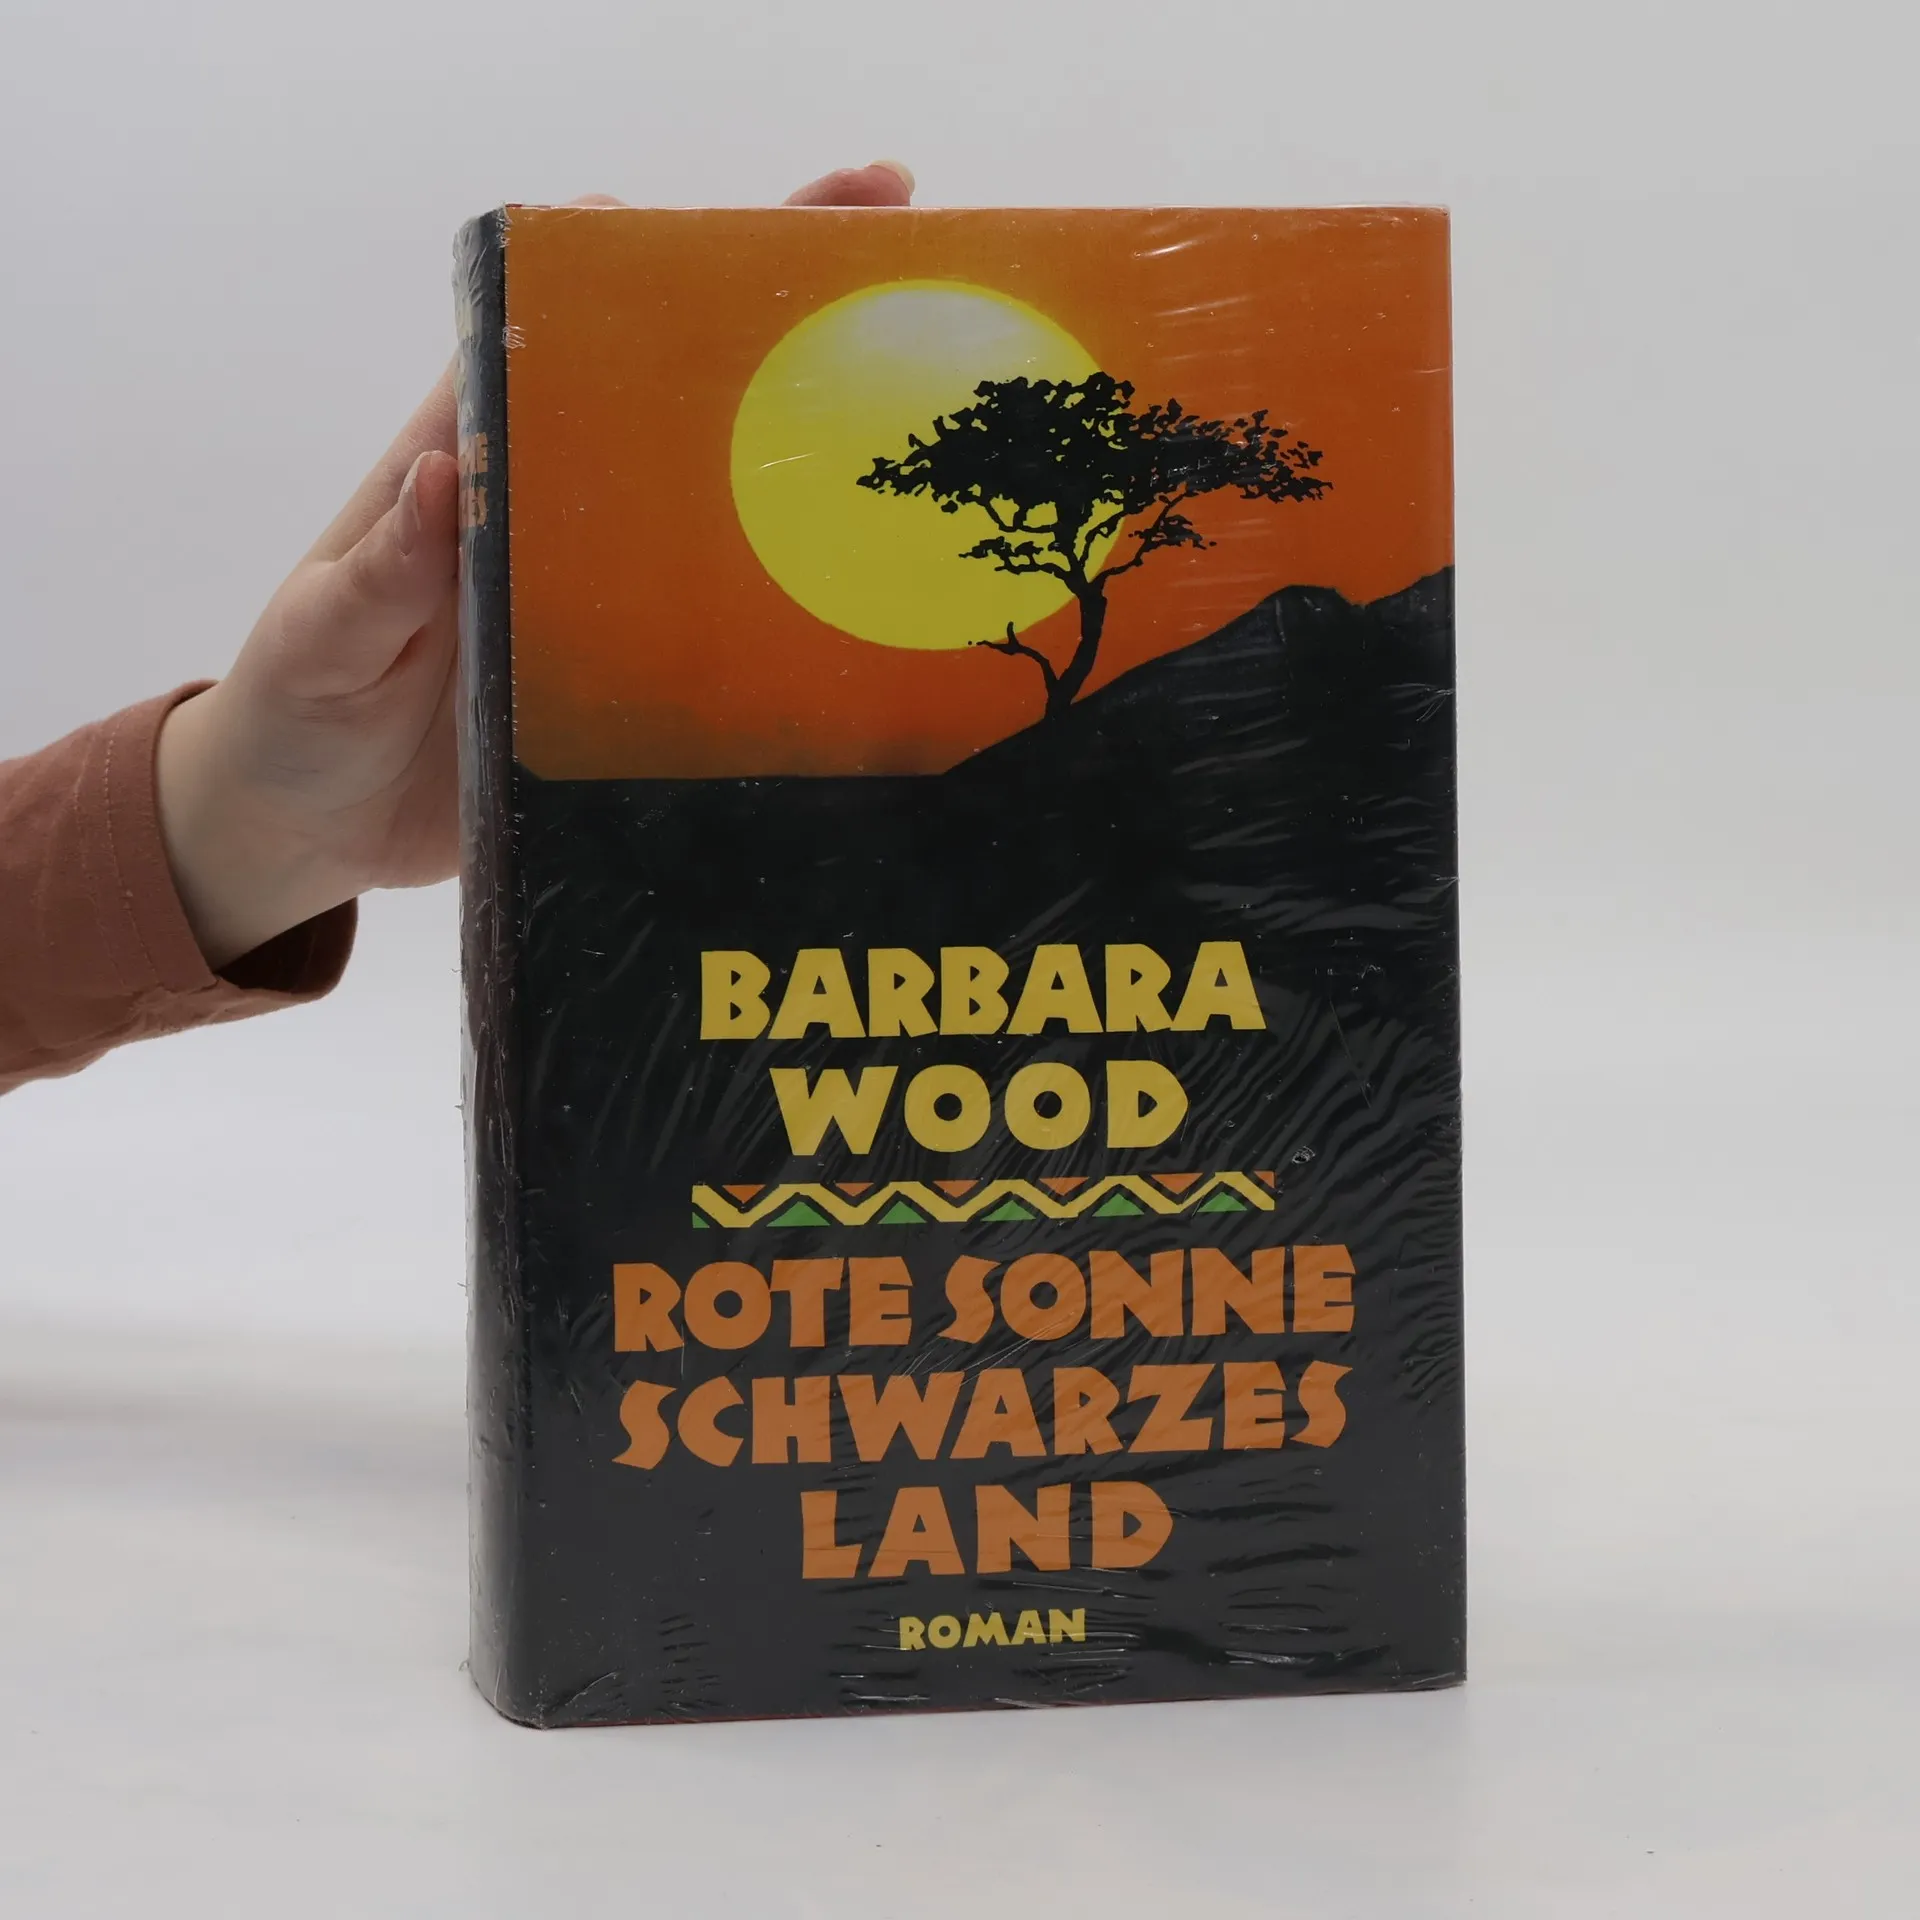 BARBARA
WOOD
ROTE SONNE
SCHWARZES
LAND
ROMAN